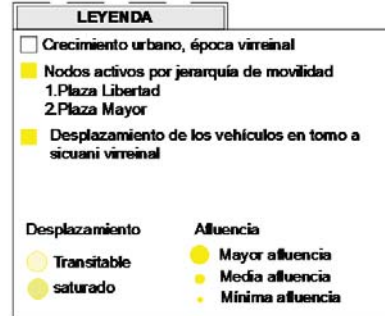 LEYENDA
Crecimiento urbano, época virreinal
Nodos activos por jerarquía de movilidad
1.Plaza Libertad
2.Plaza Mayor
Desplazamiento de los vehículos en torno a
sicuani virreinal
Desplazamiento
Afluencia
Transitable
saturado
Mayor afluencia
Media afluencia
Mínima afluencia